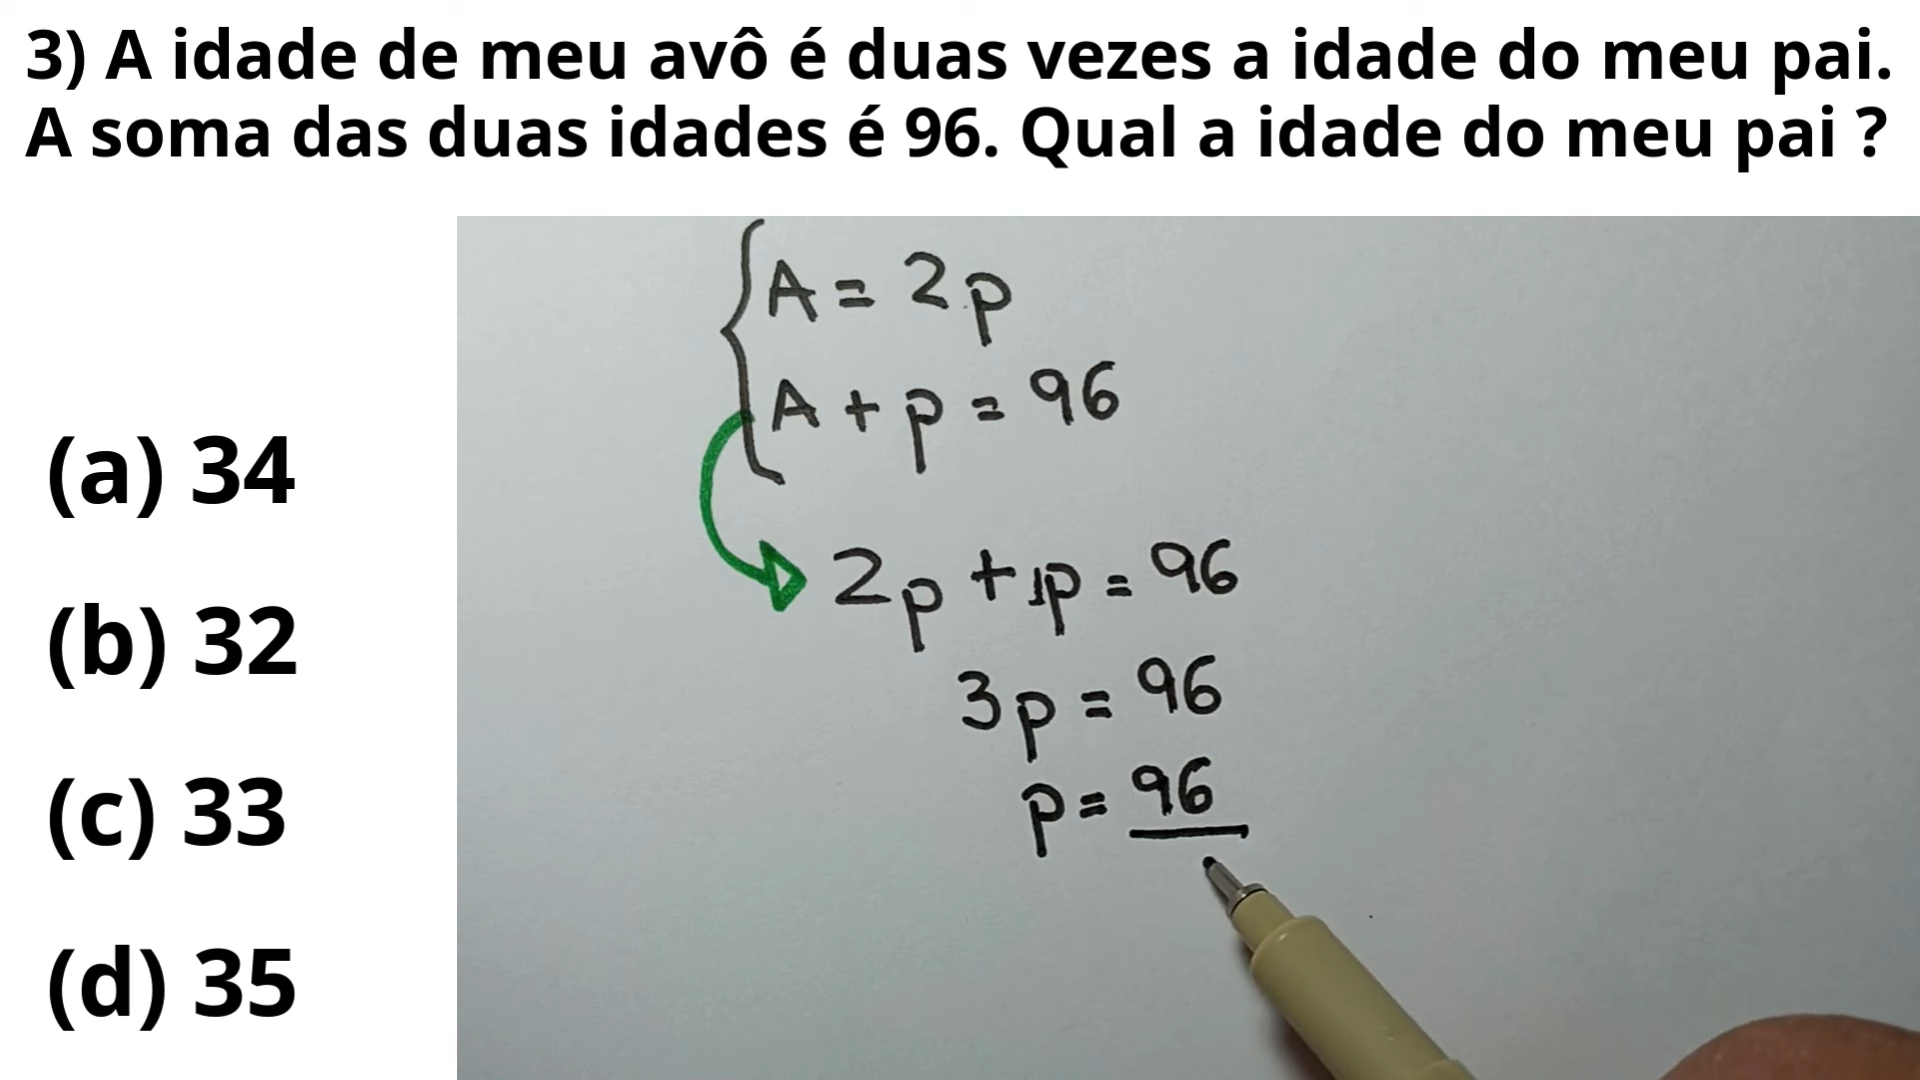 3) A idade de meu avô é duas vezes a idade do meu pai.
A soma das duas idades é 96. Qual a idade do meu pai ?
(a) 34
(b) 32
(c) 33
(d) 35
A = 2p
A + p = 96
2p + 1p = 96
3p = 96
p = 96